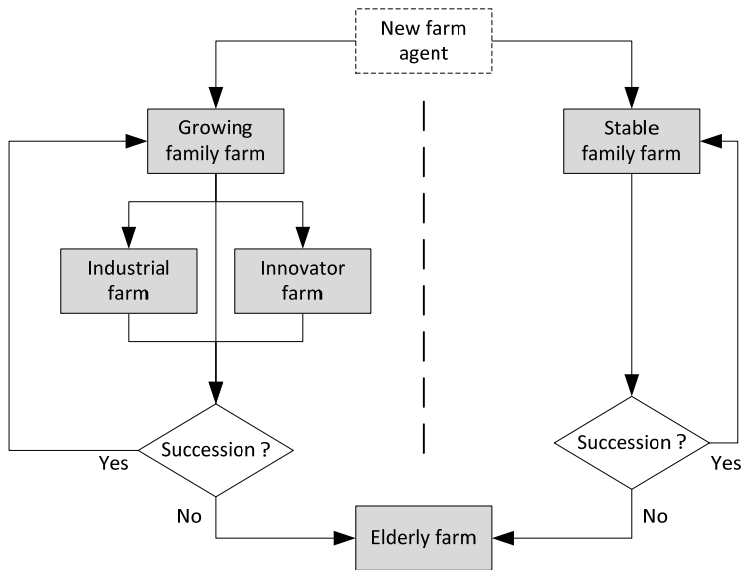 New farm
agent
Growing
family farm
Stable
family farm
Industrial
farm
Innovator
farm
Succession ?
Yes
No
Succession ?
Yes
No
Elderly farm